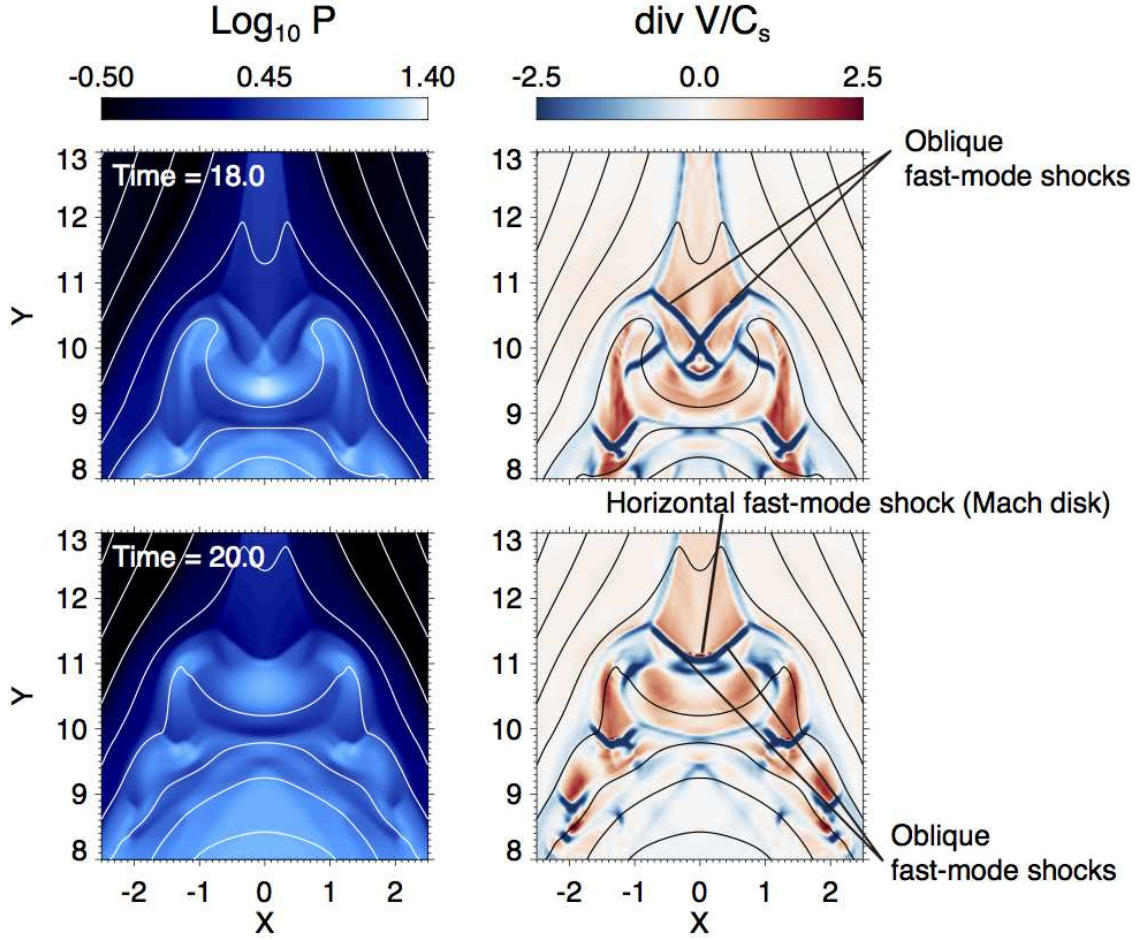 Log₁₀ P
div V/Cₛ
-0.50 0.45 1.40
-2.5 0.0 2.5
Oblique
fast-mode shocks
Time = 18.0
13
12
11
10
9
8
Y
13
12
11
10
9
8
Horizontal fast-mode shock (Mach disk)
Time = 20.0
13
12
11
10
9
8
Y
-2 -1 0 1 2
X
13
12
11
10
9
8
-2 -1 0 1 2
X
Oblique
fast-mode shocks